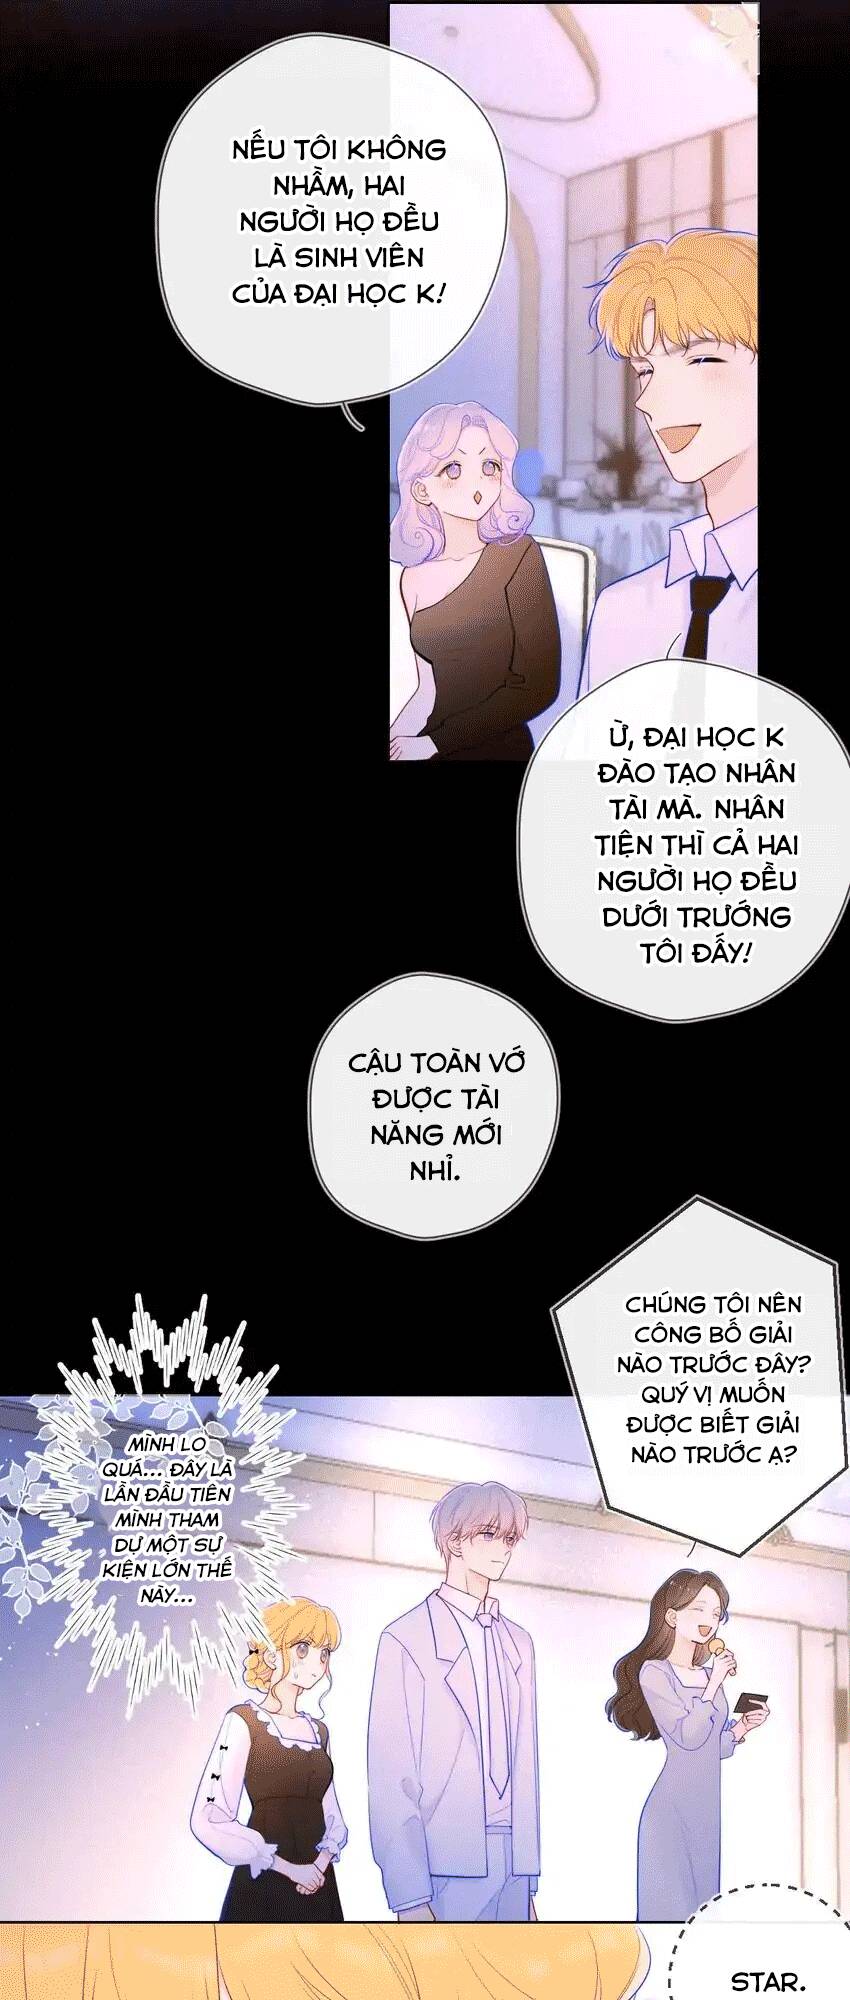 NẾU TÔI KHÔNG
NHẦM, HAI
NGƯỜI HỌ ĐỀU
LÀ SINH VIÊN
CỦA ĐẠI HỌC K!
Ừ, ĐẠI HỌC K
ĐÀO TẠO NHÂN
TÀI MÀ. NHÂN
TIỆN THÌ CẢ HAI
NGƯỜI HỌ ĐỀU
DƯỚI TRƯỚNG
TÔI ĐẤY!
CẬU TOÀN VỚ
ĐƯỢC TÀI
NĂNG MỚI
NHỈ.
CHÚNG TÔI NÊN
CÔNG BỐ GIẢI
NÀO TRƯỚC ĐÂY?
QUÝ VỊ MUỐN
ĐƯỢC BIẾT GIẢI
NÀO TRƯỚC Ạ?
MÌNH LO
QUÁ... ĐÂY LÀ
LẦN ĐẦU TIÊN
MÌNH THAM
DỰ MỘT SỰ
KIỆN LỚN THẾ
NÀY...
STAR.